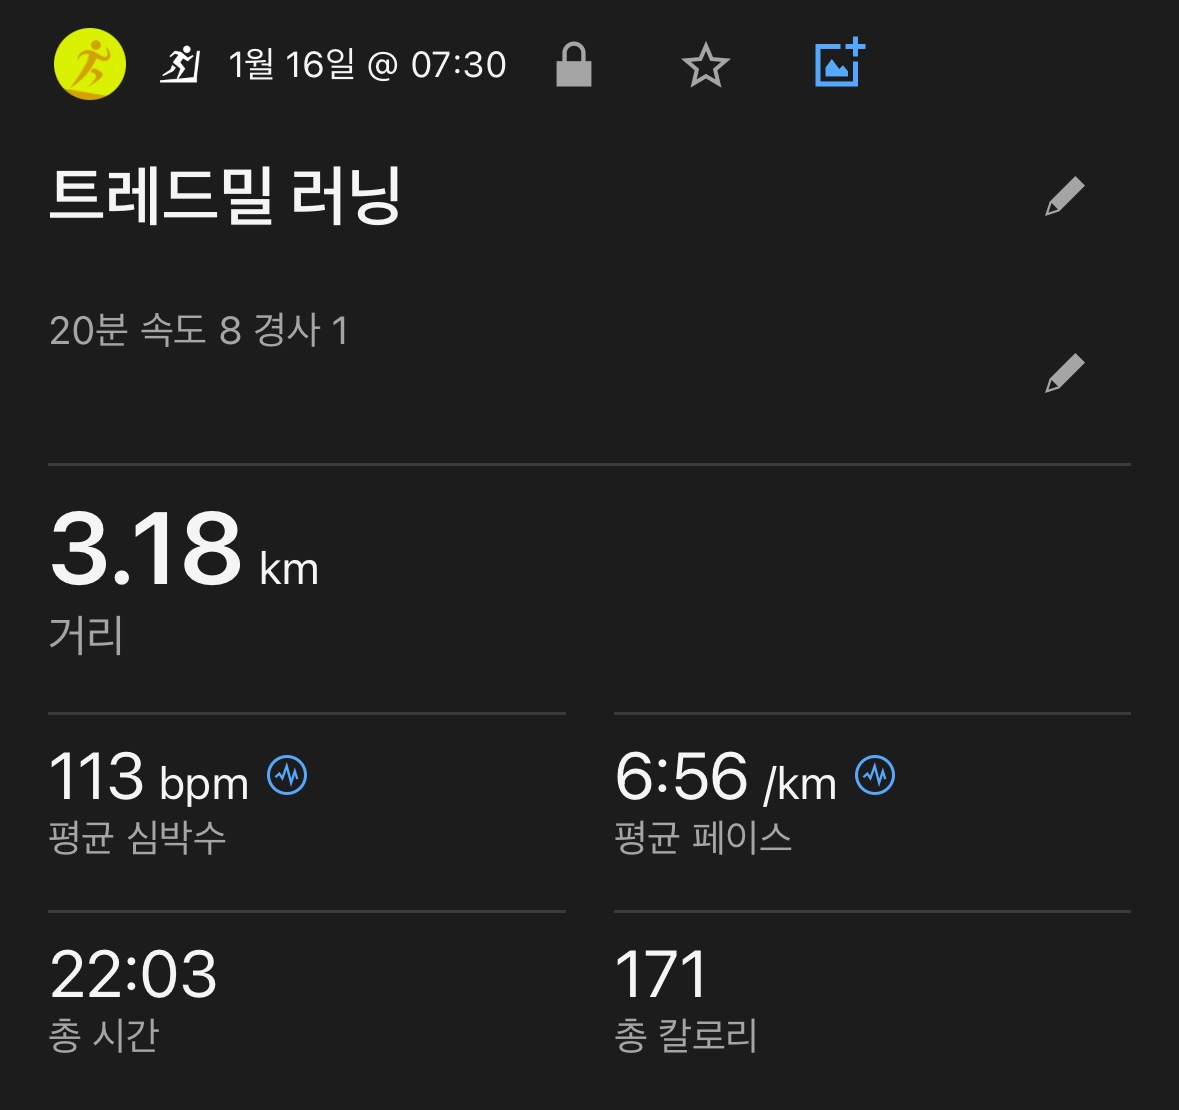 1월 16일 @ 07:30
트레드밀 러닝
20분 속도 8 경사 1
3.18 km
거리
113 bpm
평균 심박수
6:56 /km
평균 페이스
22:03
총 시간
171
총 칼로리